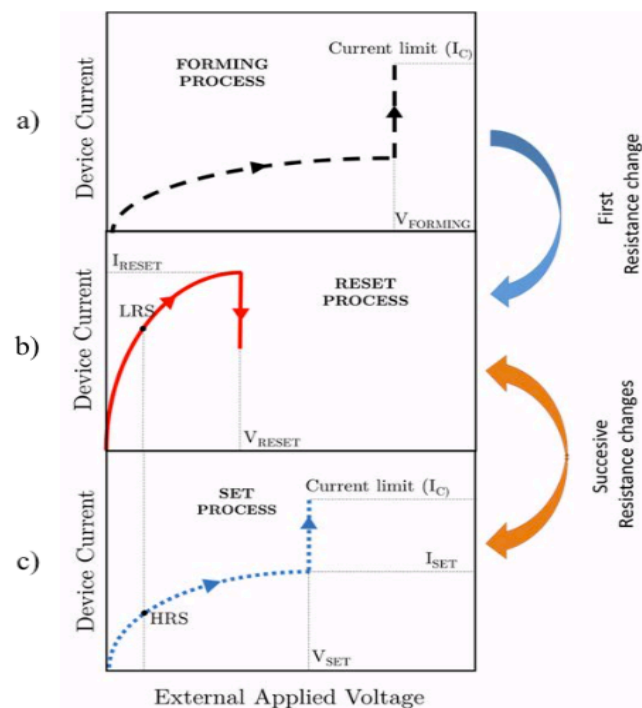 a)
Device Current
FORMING
PROCESS
Current limit (I_C)
V_FORMING
First
Resistance change
b)
Device Current
I_RESET
LRS
RESET
PROCESS
V_RESET
Succesive
Resistance changes
c)
Device Current
SET
PROCESS
Current limit (I_C)
I_SET
HRS
V_SET
External Applied Voltage